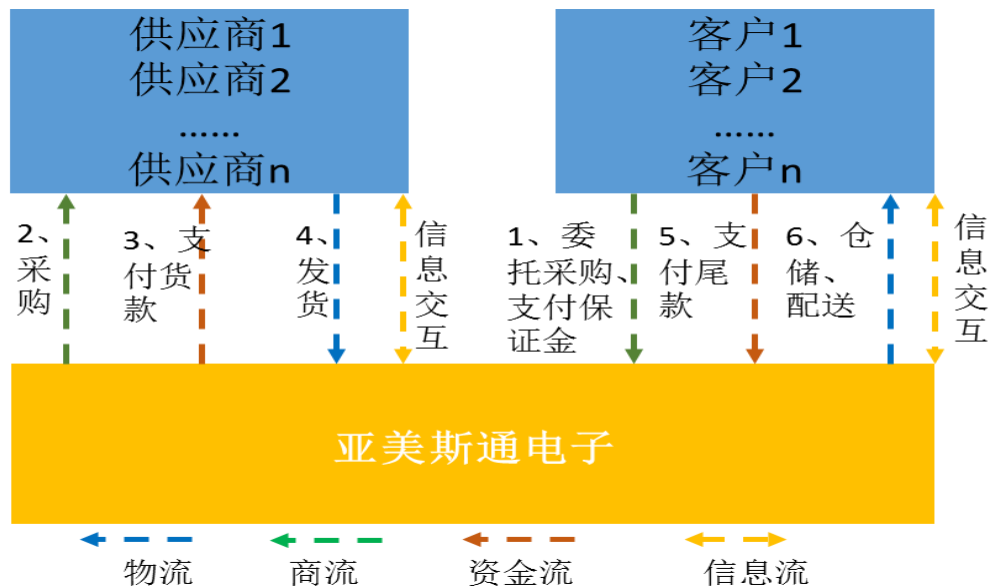 供应商1
供应商2
……
供应商n
客户1
客户2
……
客户n
2、
采
购
3、支
付货
款
4、
发
货
信
息
交
互
1、委
托采购、
支付保
证金
5、支
付尾
款
6、仓
储、
配送
信
息
交
互
亚美斯通电子
物流
商流
资金流
信息流